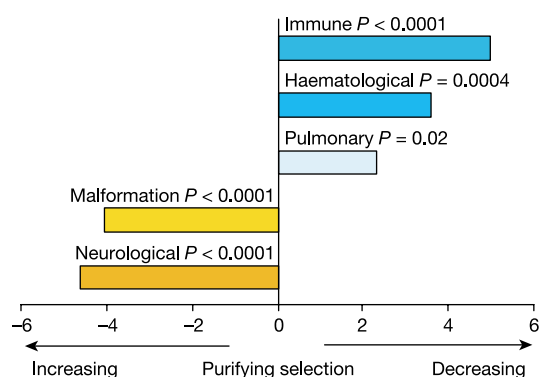 Immune P < 0.0001
Haematological P = 0.0004
Pulmonary P = 0.02
Malformation P < 0.0001
Neurological P < 0.0001
−6 −4 −2 0 2 4 6
Increasing Purifying selection Decreasing